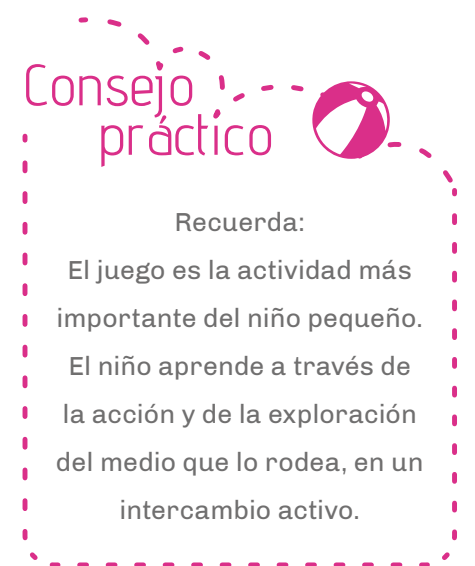 Consejo
práctico
Recuerda:
El juego es la actividad más
importante del niño pequeño.
El niño aprende a través de
la acción y de la exploración
del medio que lo rodea, en un
intercambio activo.